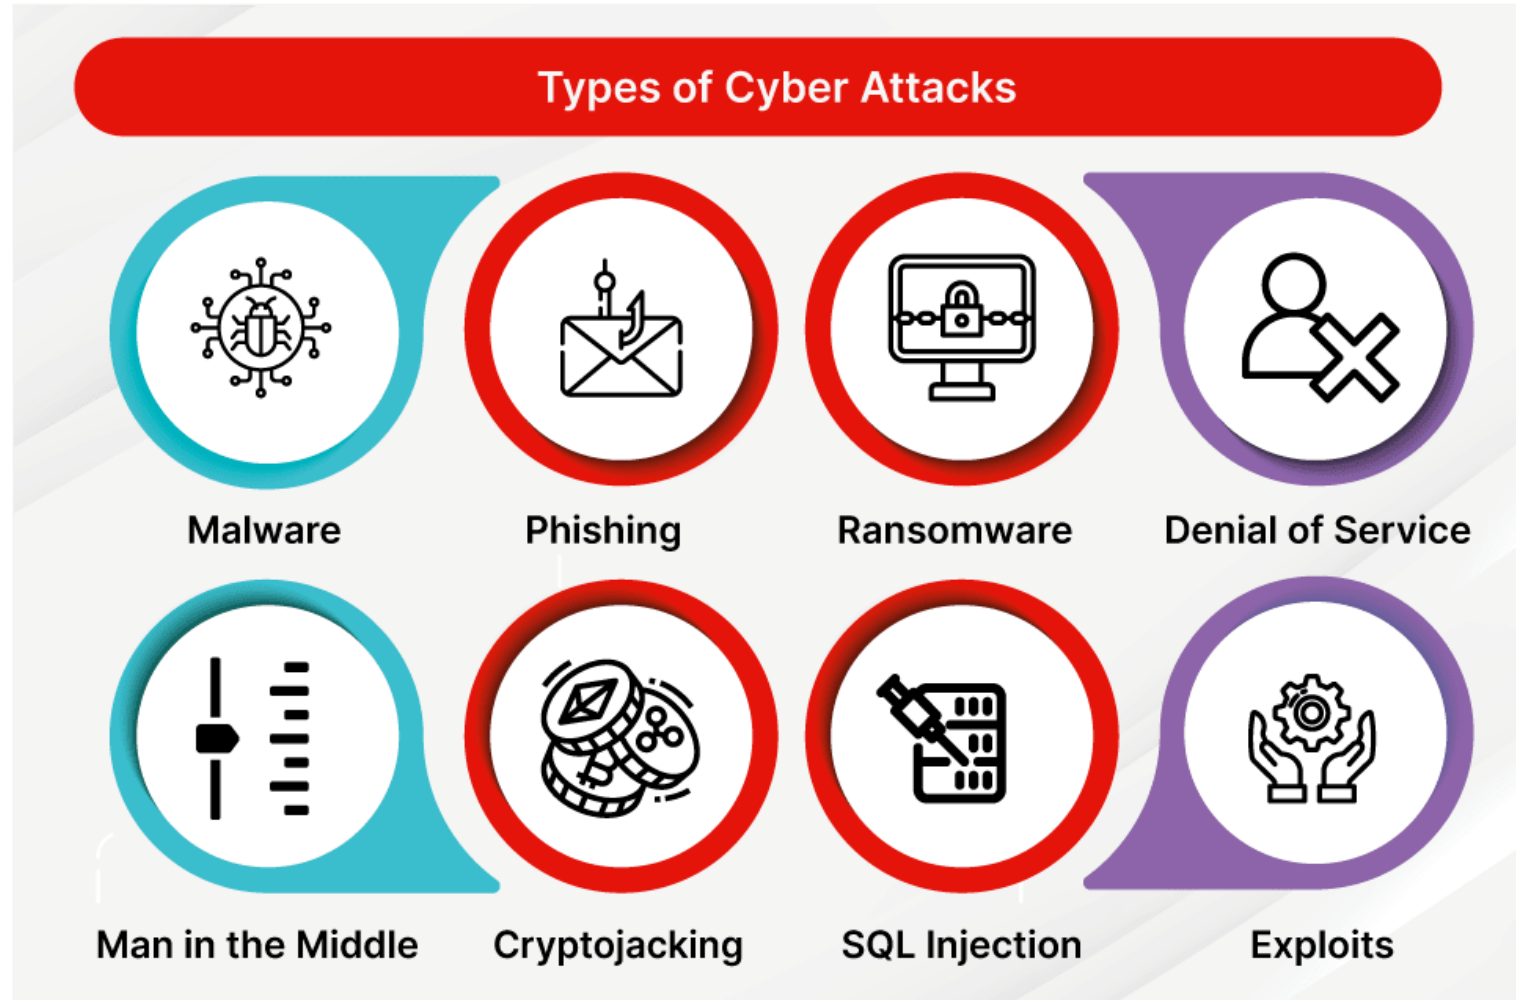 Types of Cyber Attacks
Malware
Phishing
Ransomware
Denial of Service
Man in the Middle
Cryptojacking
SQL Injection
Exploits